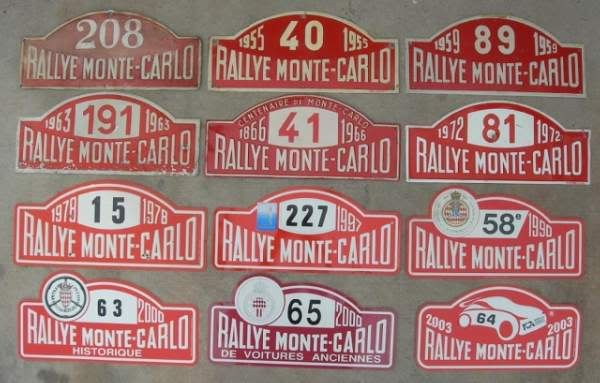 208
RALLYE MONTE-CARLO
1955 40 1955
RALLYE MONTE-CARLO
1959 89 1959
RALLYE MONTE-CARLO
1963 191 1963
RALLYE MONTE-CARLO
CENTENAIRE DE MONTE-CARLO
1866 41 1966
RALLYE MONTE-CARLO
1972 81 1972
RALLYE MONTE-CARLO
1978 15 1978
RALLYE MONTE-CARLO
227 1987
RALLYE MONTE-CARLO
58e 1990
RALLYE MONTE-CARLO
63 2000
RALLYE MONTE-CARLO
HISTORIQUE
65 2000
RALLYE MONTE-CARLO
DE VOITURES ANCIENNES
2003 64 2003
RALLYE MONTE-CARLO